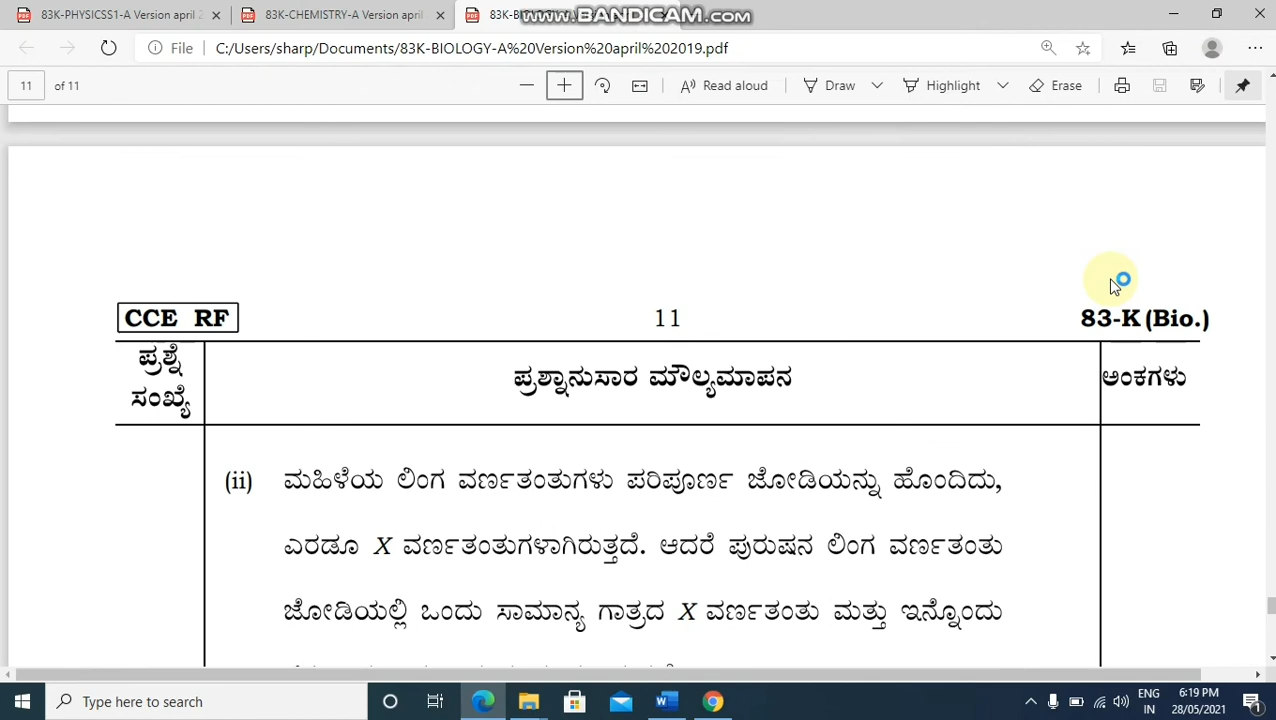 83K-PHYSICSS1-A Version april 2
83K-CHEMISTRY-A Version april
83K-B
www.BANDICAM.com
File
C:/Users/sharp/Documents/83K-BIOLOGY-A%20Version%20april%202019.pdf
11 of 11
Read aloud
Draw
Highlight
Erase
CCE RF
11
83-K (Bio.)
ಪ್ರಶ್ನೆ
ಸಂಖ್ಯೆ
ಪ್ರಶ್ನಾನುಸಾರ ಮೌಲ್ಯಮಾಪನ
ಅಂಕಗಳು
(ii) ಮಹಿಳೆಯ ಲಿಂಗ ವರ್ಣತಂತುಗಳು ಪರಿಪೂರ್ಣ ಜೋಡಿಯನ್ನು ಹೊಂದಿದು,
ಎರಡೂ X ವರ್ಣತಂತುಗಳಾಗಿರುತ್ತದೆ. ಆದರೆ ಪುರುಷನ ಲಿಂಗ ವರ್ಣತಂತು
ಜೋಡಿಯಲ್ಲಿ ಒಂದು ಸಾಮಾನ್ಯ ಗಾತ್ರದ X ವರ್ಣತಂತು ಮತ್ತು ಇನ್ನೊಂದು
Type here to search
ENG
IN
6:19 PM
28/05/2021
1